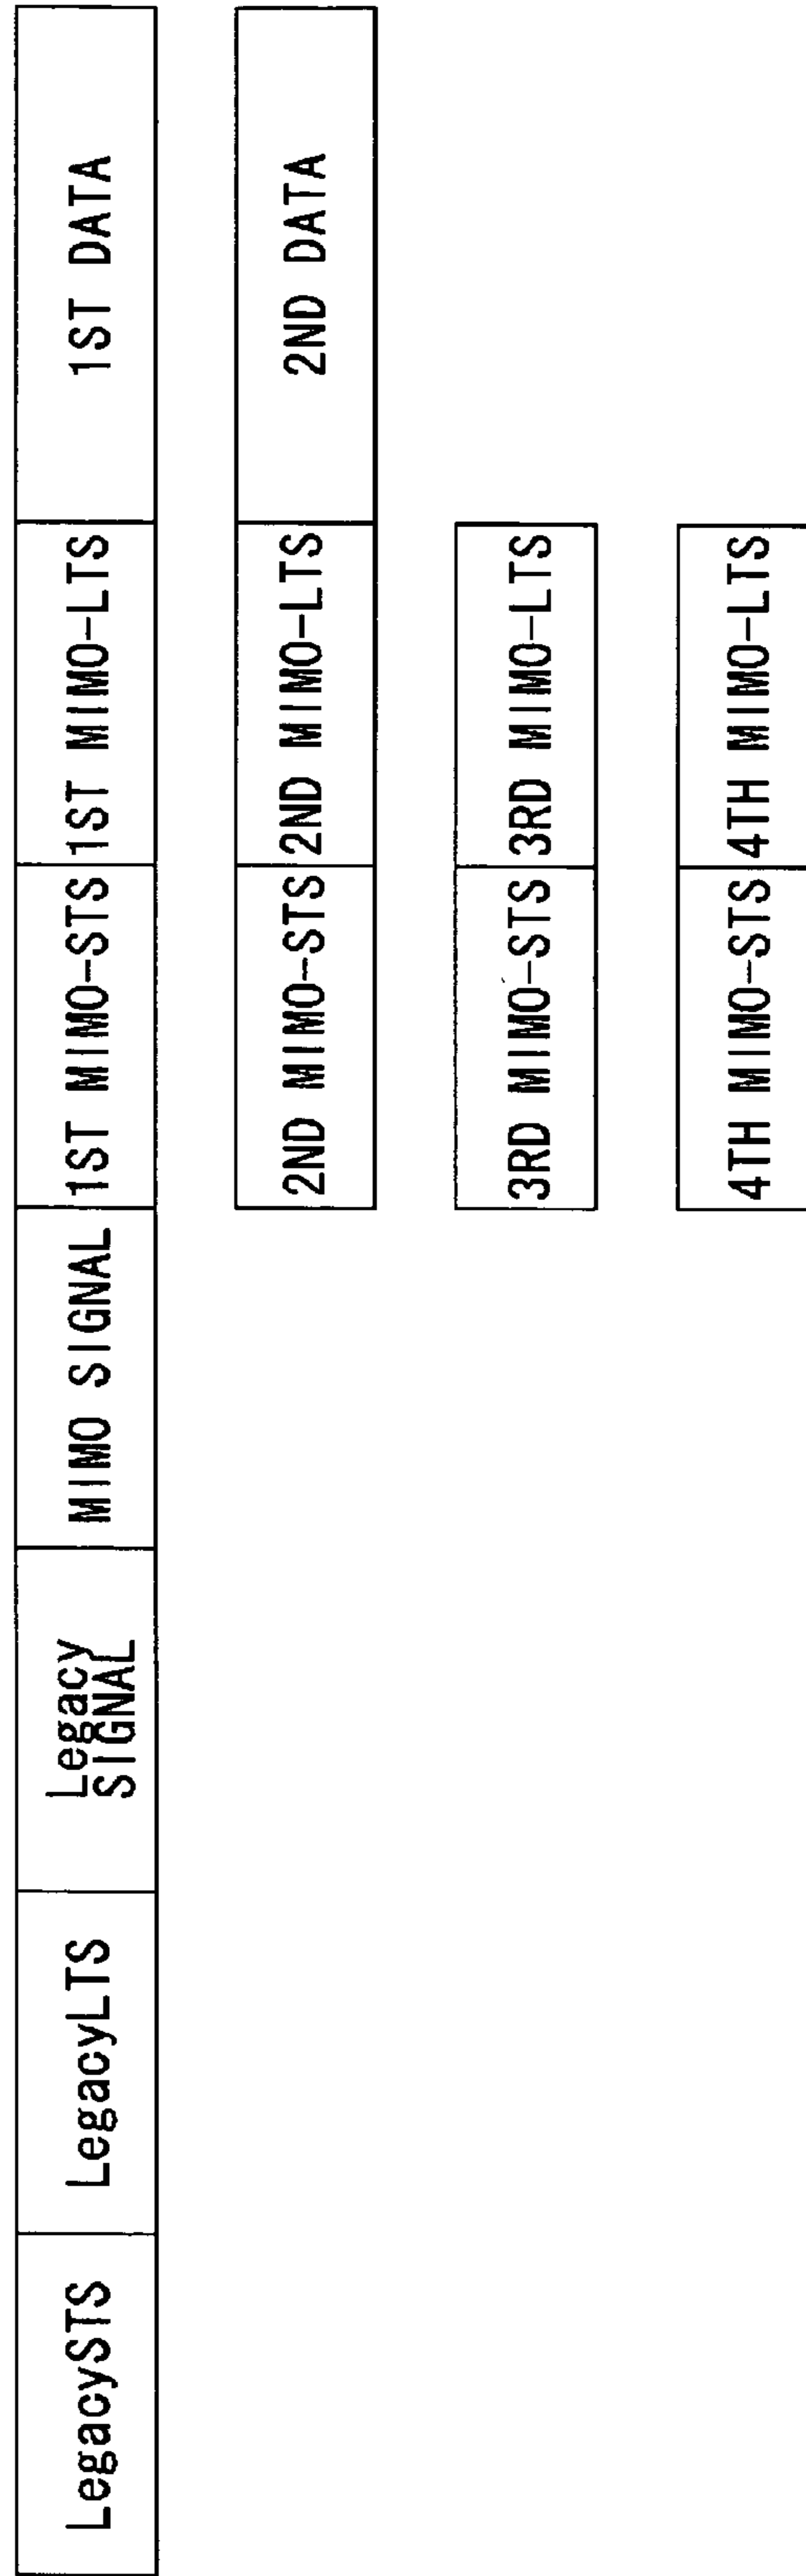 LegacySTS
LegacyLTS
Legacy
SIGNAL
MIMO SIGNAL
1ST MIMO-STS
1ST MIMO-LTS
1ST DATA
2ND MIMO-STS
2ND MIMO-LTS
2ND DATA
3RD MIMO-STS
3RD MIMO-LTS
4TH MIMO-STS
4TH MIMO-LTS